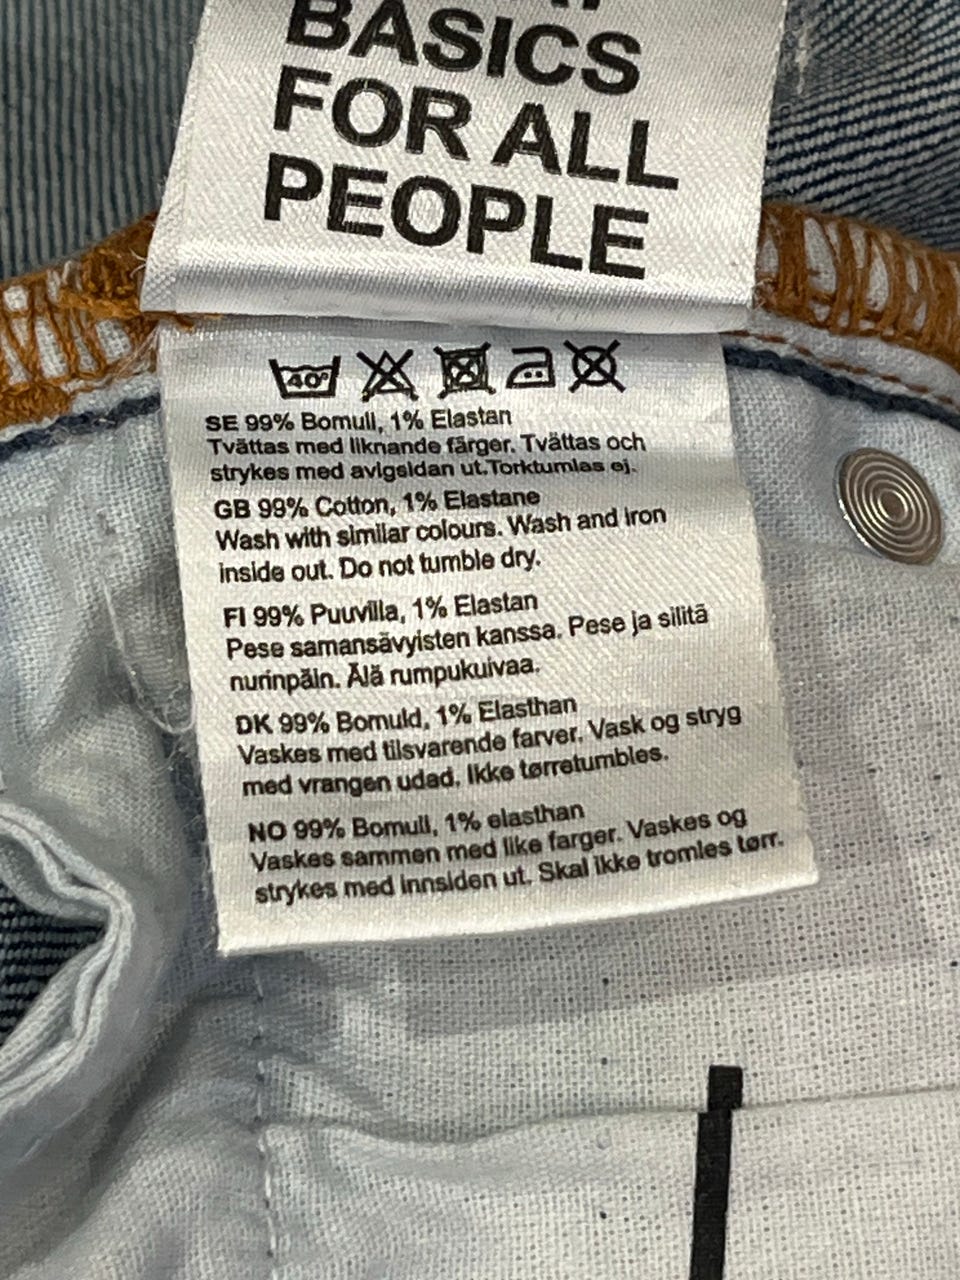 BASICS
FOR ALL
PEOPLE
40°
SE 99% Bomull, 1% Elastan
Tvättas med liknande färger. Tvättas och
strykes med avigsidan ut.Torktumlas ej.
GB 99% Cotton, 1% Elastane
Wash with similar colours. Wash and iron
inside out. Do not tumble dry.
FI 99% Puuvilla, 1% Elastan
Pese samansävyisten kanssa. Pese ja silitä
nurinpäin. Älä rumpukuivaa.
DK 99% Bomuld, 1% Elasthan
Vaskes med tilsvarende farver. Vask og stryg
med vrangen udad. Ikke tørretumbles.
NO 99% Bomull, 1% elasthan
Vaskes sammen med like farger. Vaskes og
strykes med innsiden ut. Skal ikke tromles tørr.